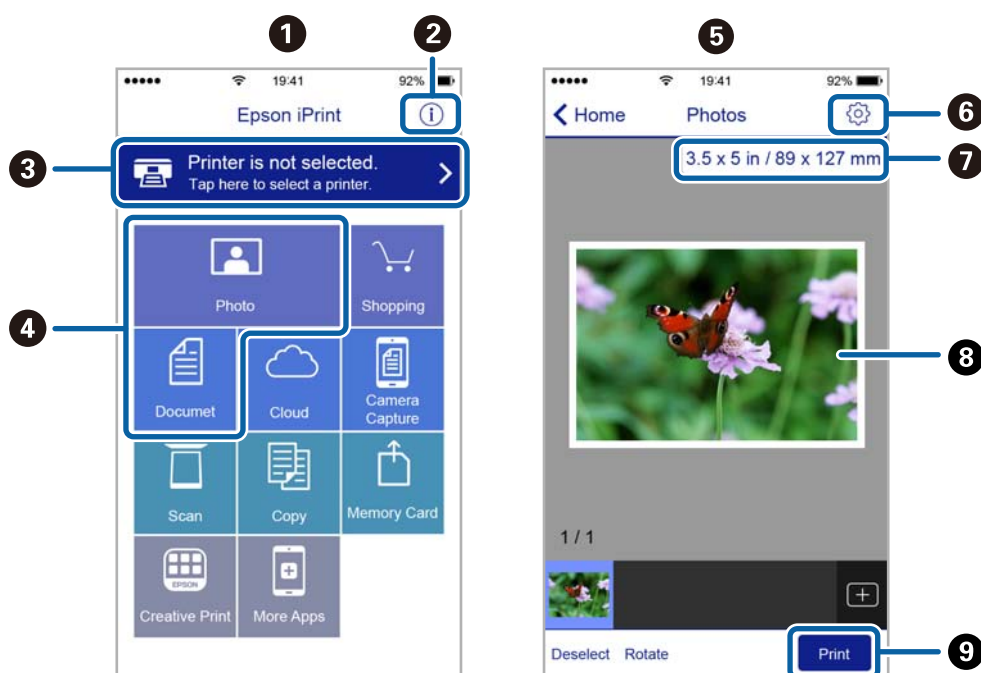 1
2
19:41
92%
Epson iPrint
i
3
Printer is not selected.
Tap here to select a printer.
4
Photo
Shopping
Documet
Cloud
Camera
Capture
Scan
Copy
Memory Card
EPSON
Creative Print
More Apps
5
19:41
92%
Home
Photos
6
3.5 x 5 in / 89 x 127 mm
7
8
1 / 1
Deselect
Rotate
Print
9